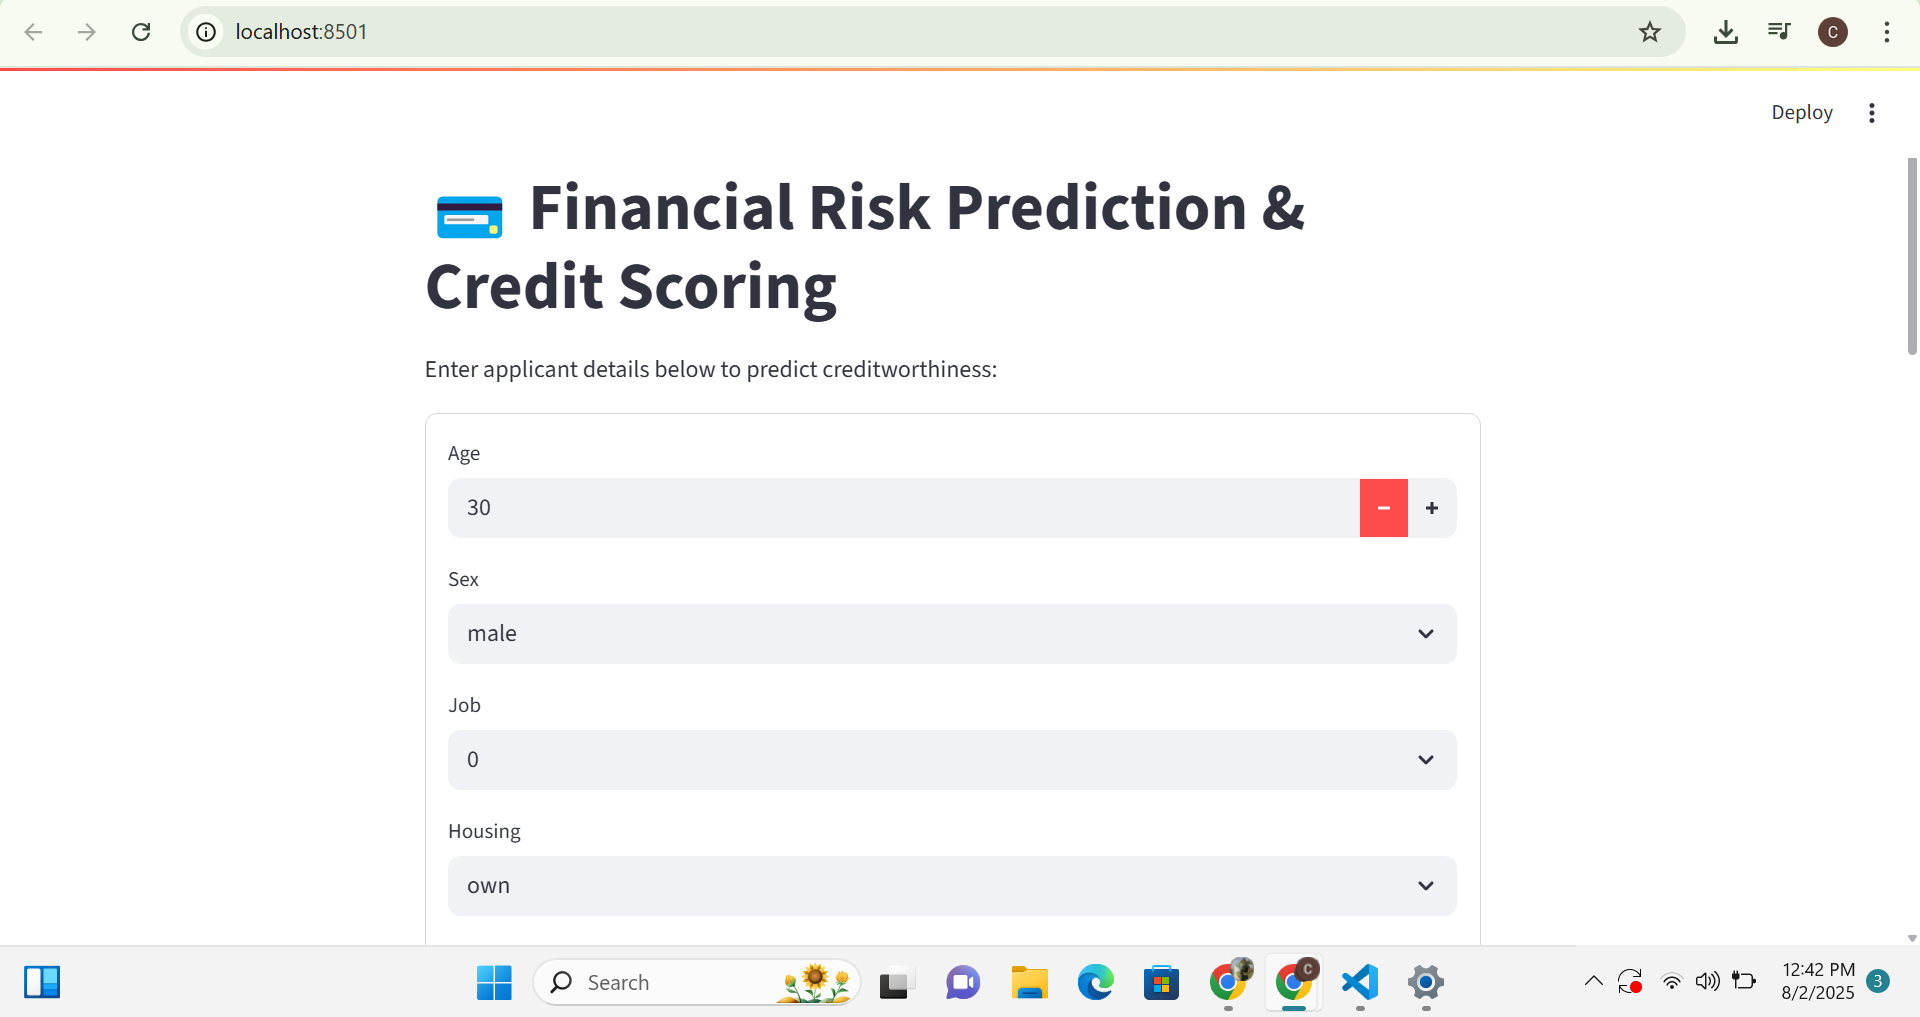 localhost:8501
C
Deploy
Financial Risk Prediction &
Credit Scoring
Enter applicant details below to predict creditworthiness:
Age
30
Sex
male
Job
0
Housing
own
Search
C
12:42 PM
8/2/2025
3